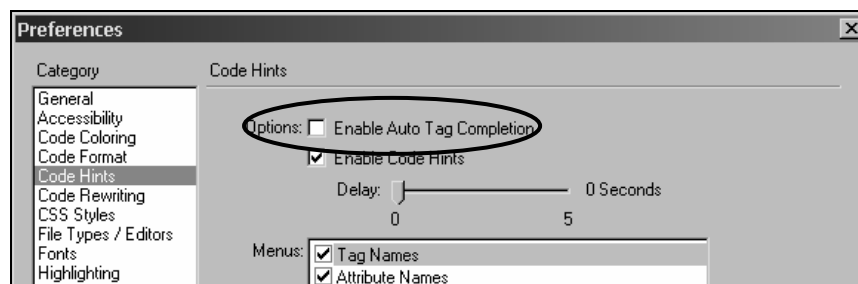 Preferences
Category
Code Hints
General
Accessibility
Code Coloring
Code Format
Code Hints
Code Rewriting
CSS Styles
File Types / Editors
Fonts
Highlighting
Options: Enable Auto Tag Completion
Enable Code Hints
Delay: 0 Seconds
0 5
Menus: Tag Names
Attribute Names